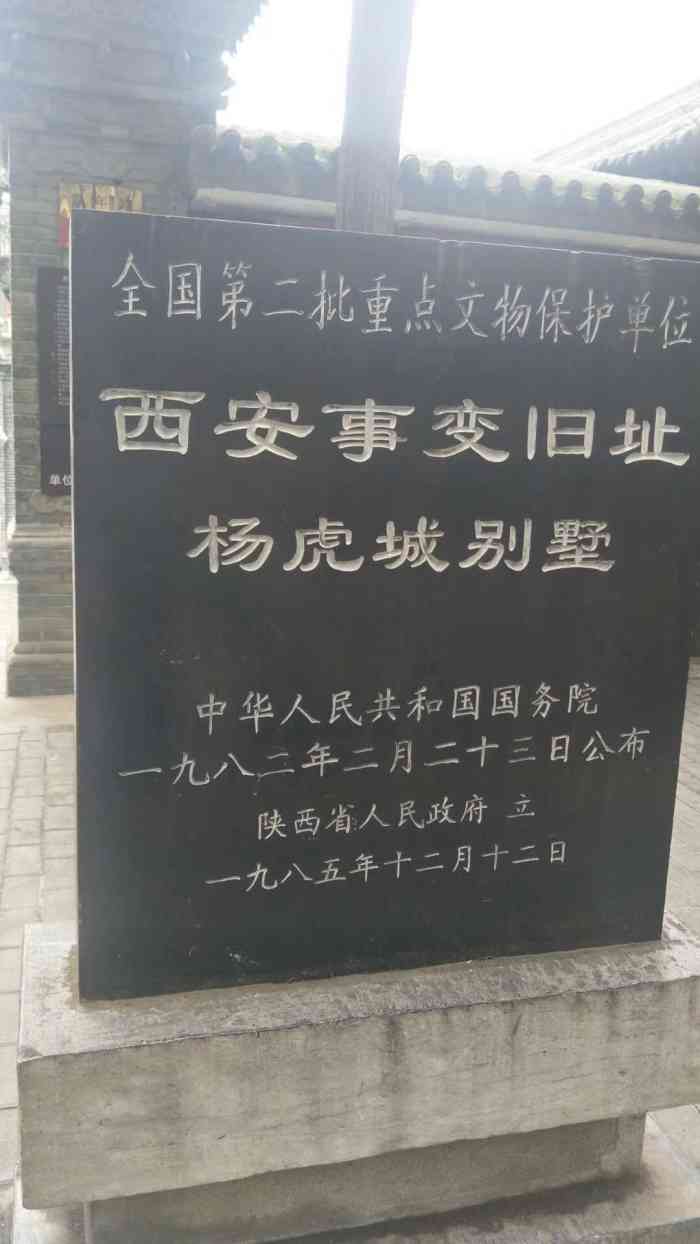 全国第二批重点文物保护单位
西安事变旧址
杨虎城别墅
中华人民共和国国务院
一九八二年二月二十三日公布
陕西省人民政府 立
一九八五年十二月十二日
单位